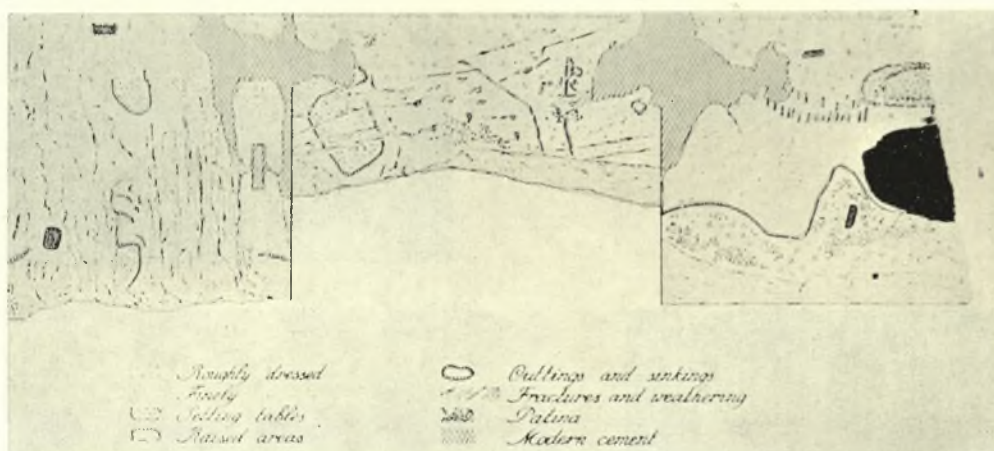 Roughly dressed
Finely
Setting tables
Raised areas
Cuttings and sinkings
Fractures and weathering
Patina
Modern cement